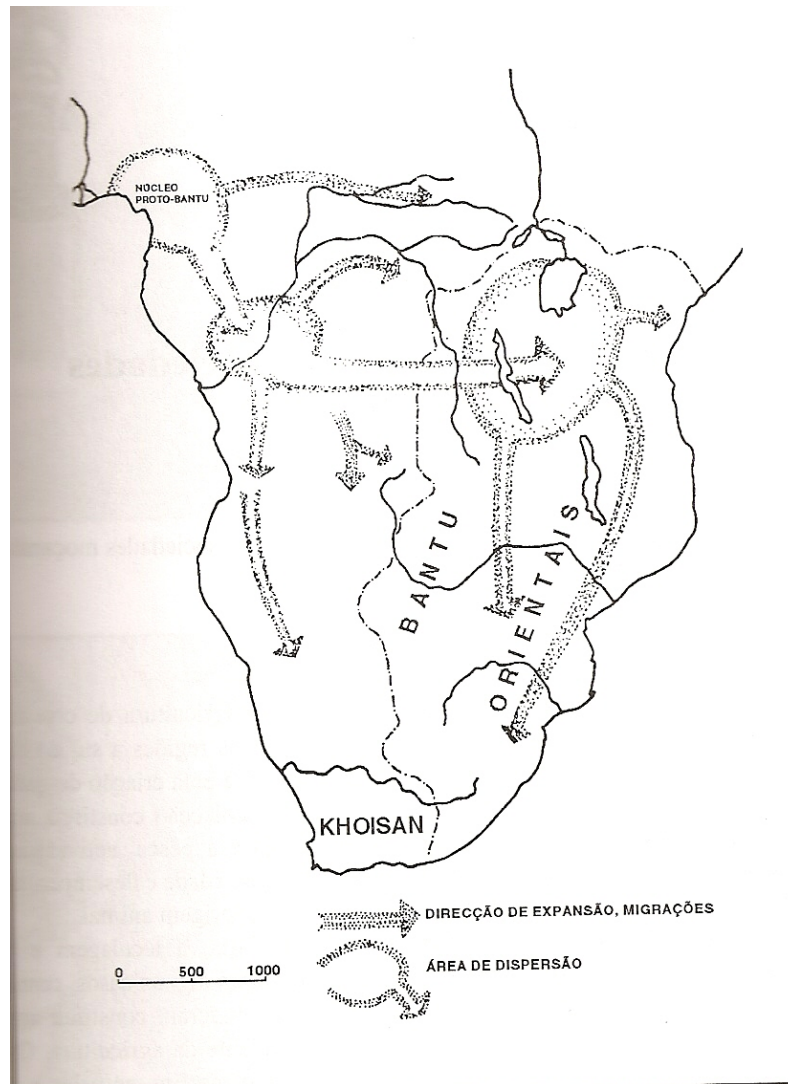 NÚCLEO
PROTO-BANTU
BANTU
ORIENTAIS
KHOISAN
DIRECÇÃO DE EXPANSÃO, MIGRAÇÕES
ÁREA DE DISPERSÃO
0 500 1000